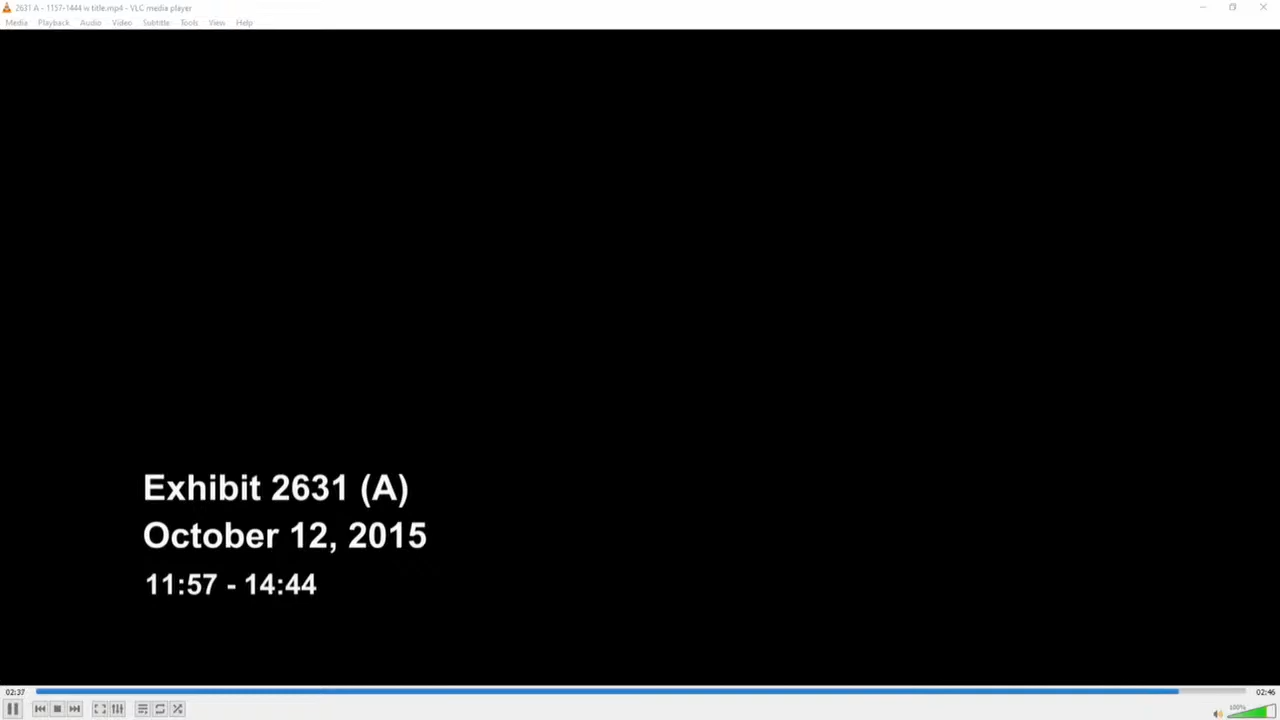 2631 A - 1157-1444 w title.mp4 - VLC media player
Media Playback Audio Video Subtitle Tools View Help
Exhibit 2631 (A)
October 12, 2015
11:57 - 14:44
02:37 02:46
100%